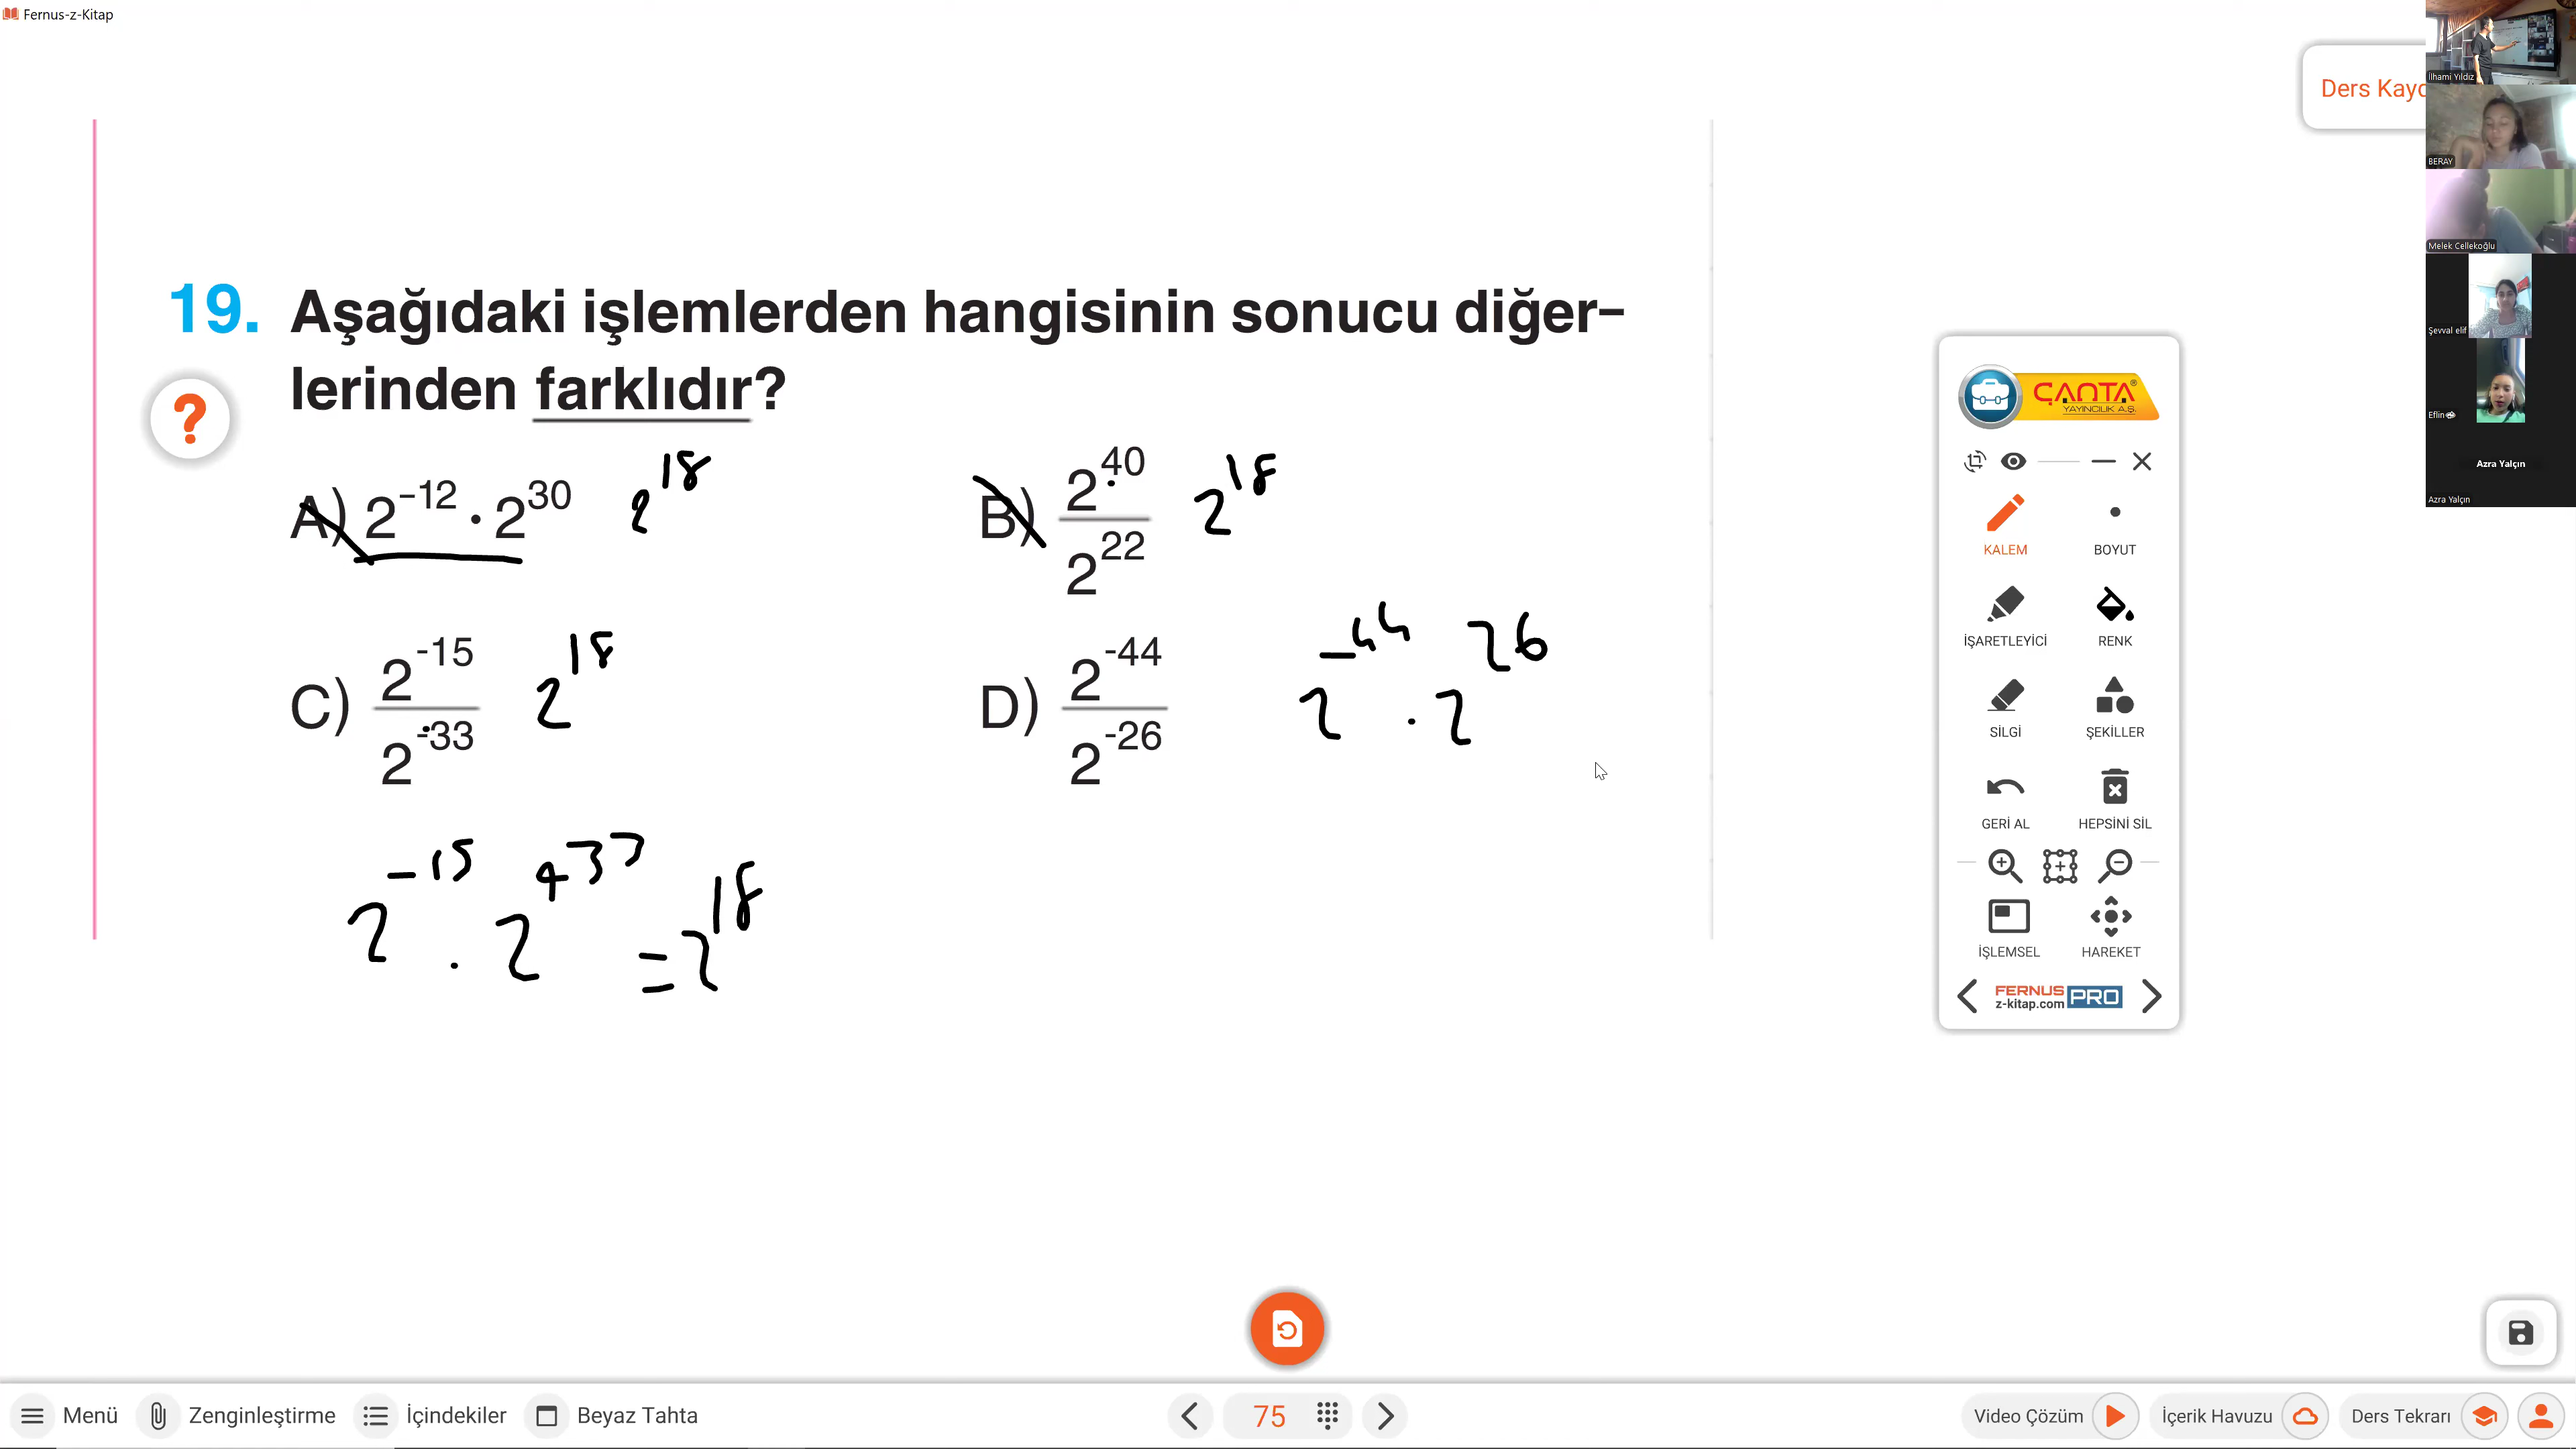 Fernus-z-Kitap
Ders Kayd
İlhami Yıldız
BERAY
Melek Cellekoğlu
Şevval elif
Eflin
Azra Yalçın
Azra Yalçın
19. Aşağıdaki işlemlerden hangisinin sonucu diğer-
lerinden farklıdır?
A) 2^-12 · 2^30 2^18
B) 2^40 / 2^22 2^18
C) 2^-15 / 2^-33 2^18
D) 2^-44 / 2^-26 2^-44 · 2^26
2^-15 · 2^+33 = 2^18
ÇANTA®
YAYINCILIK A.Ş.
KALEM
BOYUT
İŞARETLEYİCİ
RENK
SİLGİ
ŞEKİLLER
GERİ AL
HEPSİNİ SİL
İŞLEMSEL
HAREKET
FERNUS
z-kitap.com PRO
Menü
Zenginleştirme
İçindekiler
Beyaz Tahta
75
Video Çözüm
İçerik Havuzu
Ders Tekrarı